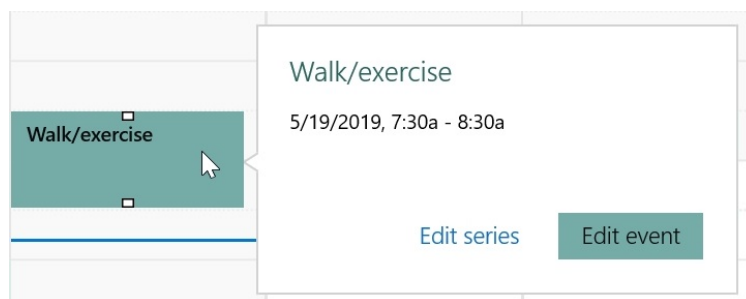 Walk/exercise
Walk/exercise
5/19/2019, 7:30a - 8:30a
Edit series
Edit event